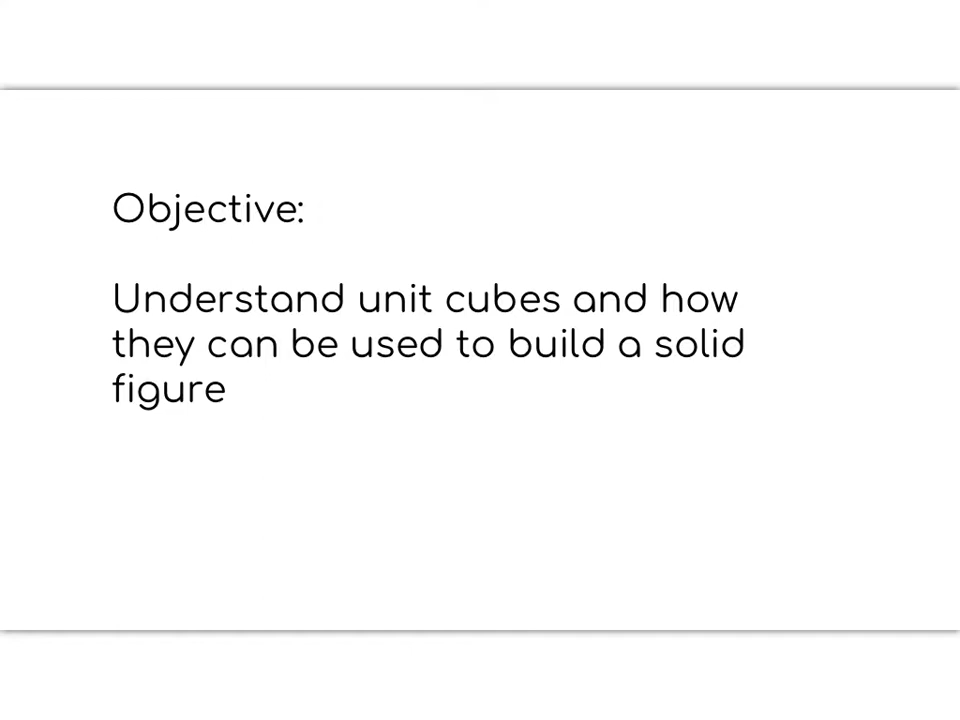 Objective:
Understand unit cubes and how
they can be used to build a solid
figure